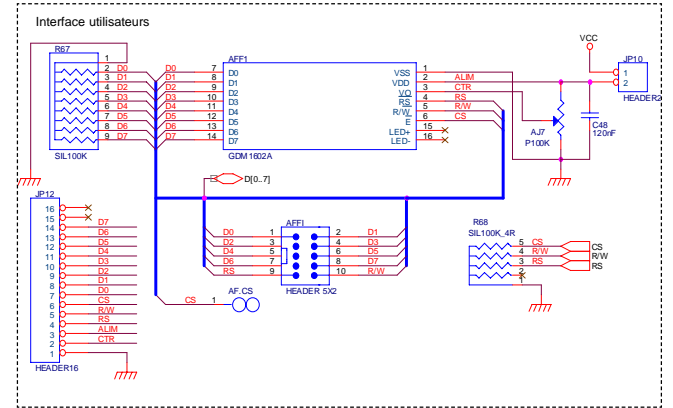 Interface utilisateurs
R67
1
2 D0
3 D1
4 D2
5 D3
6 D4
7 D5
8 D6
9 D7
SIL100K
AFF1
D0 7 D0
D1 8 D1
D2 9 D2
D3 10 D3
D4 11 D4
D5 12 D5
D6 13 D6
D7 14 D7
VSS 1
VDD 2 ALIM
VO 3 CTR
RS 4 RS
R/W 5 R/W
E 6 CS
LED+ 15
LED- 16
GDM1602A
VCC
JP10
1
2
HEADER2
AJ7
P100K
C48
120nF
D[0..7]
JP12
16
15
14 D7
13 D6
12 D5
11 D4
10 D3
9 D2
8 D1
7 D0
6 CS
5 R/W
4 RS
3 ALIM
2 CTR
1
HEADER16
AFFI
D0 1 2 D1
D2 3 4 D3
D4 5 6 D5
D6 7 8 D7
RS 9 10 R/W
HEADER 5X2
CS 1 AF.CS
R68
SIL100K_4R
5 CS CS
4 R/W R/W
3 RS RS
2
1